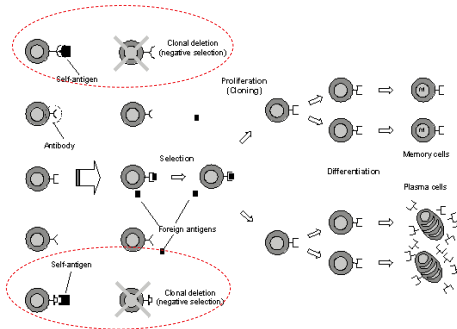 Clonal deletion
(negative selection)
Self-antigen
Proliferation
(Cloning)
Antibody
Selection
Memory cells
Differentiation
Plasma cells
Foreign antigens
Self-antigen
Clonal deletion
(negative selection)